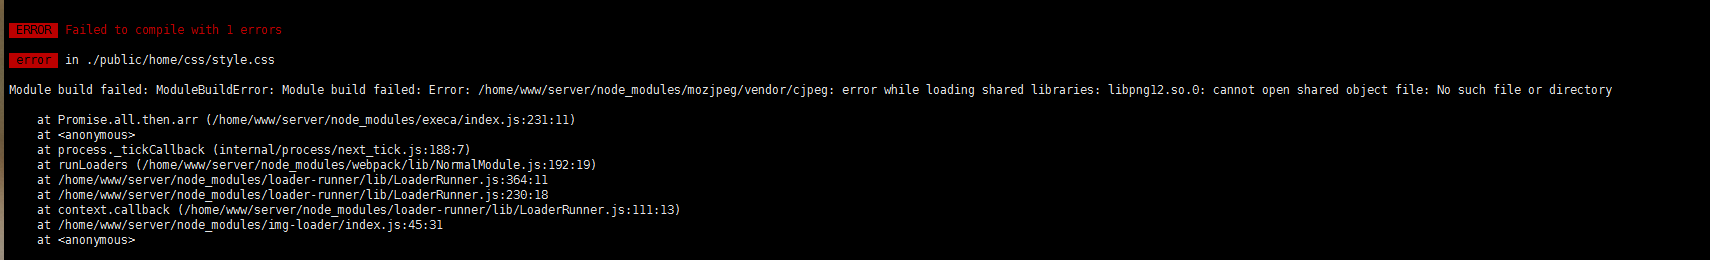 ERROR Failed to compile with 1 errors
error in ./public/home/css/style.css
Module build failed: ModuleBuildError: Module build failed: Error: /home/www/server/node_modules/mozjpeg/vendor/cjpeg: error while loading shared libraries: libpng12.so.0: cannot open shared object file: No such file or directory
at Promise.all.then.arr (/home/www/server/node_modules/execa/index.js:231:11)
at <anonymous>
at process._tickCallback (internal/process/next_tick.js:188:7)
at runLoaders (/home/www/server/node_modules/webpack/lib/NormalModule.js:192:19)
at /home/www/server/node_modules/loader-runner/lib/LoaderRunner.js:364:11
at /home/www/server/node_modules/loader-runner/lib/LoaderRunner.js:230:18
at context.callback (/home/www/server/node_modules/loader-runner/lib/LoaderRunner.js:111:13)
at /home/www/server/node_modules/img-loader/index.js:45:31
at <anonymous>